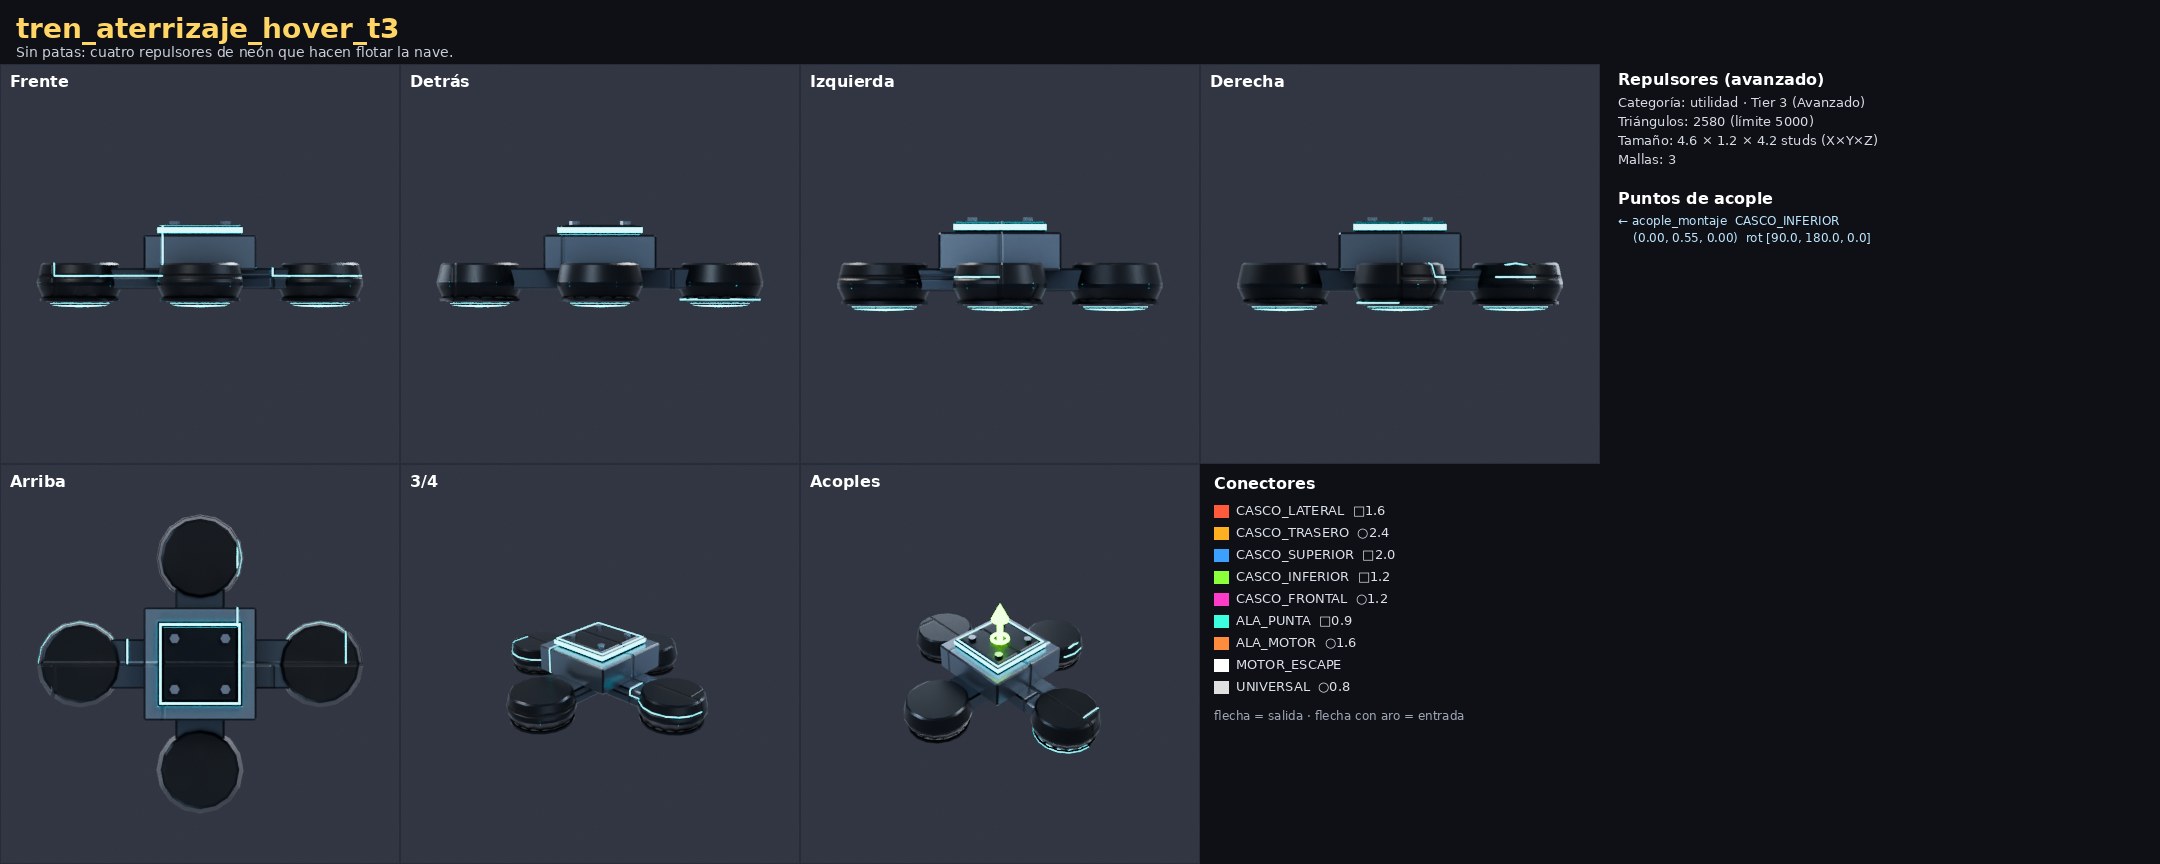 tren_aterrizaje_hover_t3
Sin patas: cuatro repulsores de neón que hacen flotar la nave.
Frente
Detrás
Izquierda
Derecha
Repulsores (avanzado)
Categoría: utilidad · Tier 3 (Avanzado)
Triángulos: 2580 (límite 5000)
Tamaño: 4.6 × 1.2 × 4.2 studs (X×Y×Z)
Mallas: 3
Puntos de acople
← acople_montaje  CASCO_INFERIOR
(0.00, 0.55, 0.00)  rot [90.0, 180.0, 0.0]
Arriba
3/4
Acoples
Conectores
CASCO_LATERAL  □1.6
CASCO_TRASERO  ○2.4
CASCO_SUPERIOR  □2.0
CASCO_INFERIOR  □1.2
CASCO_FRONTAL  ○1.2
ALA_PUNTA  □0.9
ALA_MOTOR  ○1.6
MOTOR_ESCAPE
UNIVERSAL  ○0.8
flecha = salida · flecha con aro = entrada